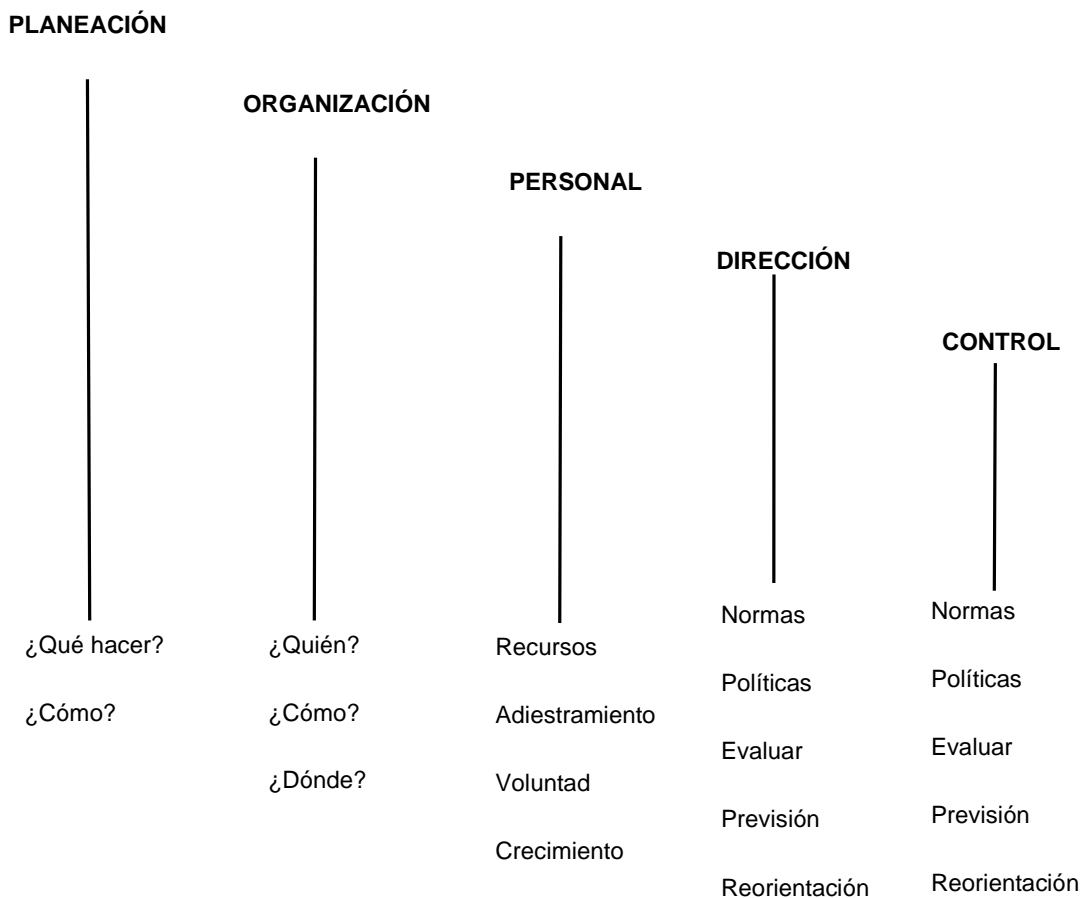 PLANEACIÓN
ORGANIZACIÓN
PERSONAL
DIRECCIÓN
CONTROL
¿Qué hacer?
¿Cómo?
¿Quién?
¿Cómo?
¿Dónde?
Recursos
Adiestramiento
Voluntad
Crecimiento
Normas
Políticas
Evaluar
Previsión
Reorientación
Normas
Políticas
Evaluar
Previsión
Reorientación